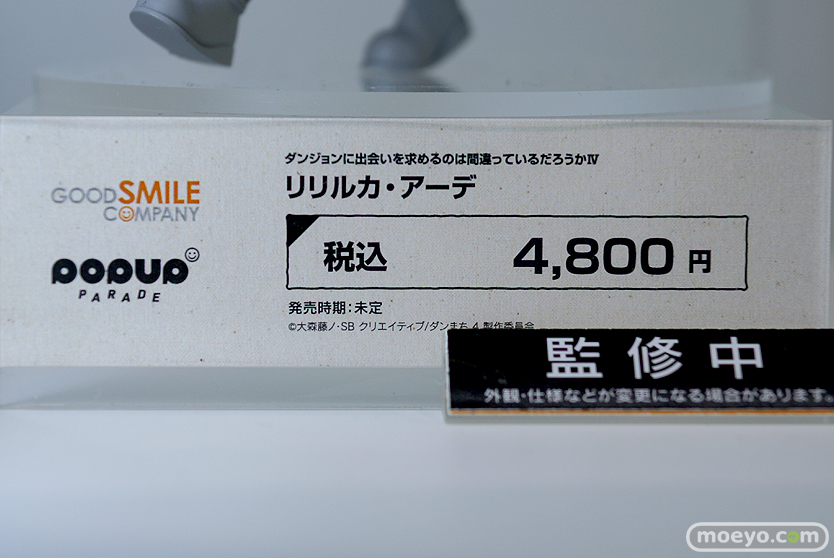 GOOD SMILE
COMPANY
POPUP
PARADE
ダンジョンに出会いを求めるのは間違っているだろうかⅣ
リリルカ・アーデ
税込 4,800 円
発売時期：未定
©大森藤ノ・SB クリエイティブ/ダンまち 4 製作委員会
監修中
外観・仕様などが変更になる場合があります。
moeyo.com